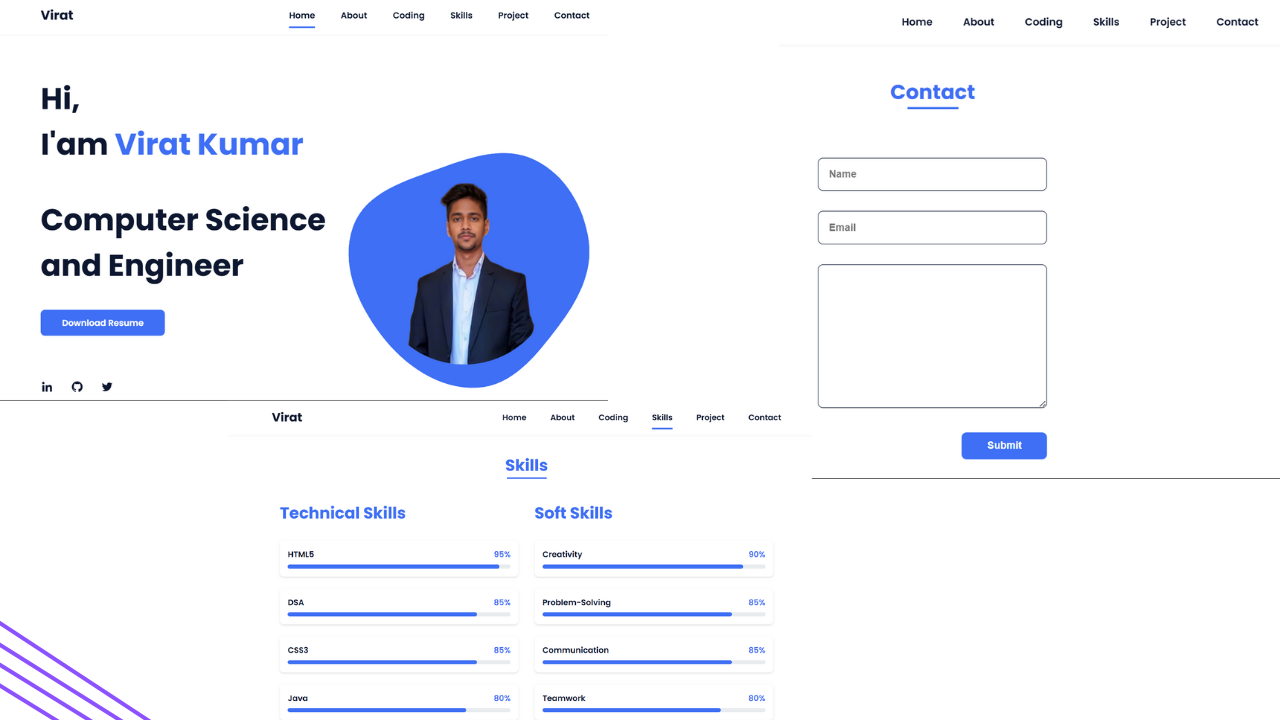 Virat
Home About Coding Skills Project Contact
Hi,
I'am Virat Kumar
Computer Science
and Engineer
Download Resume
Home About Coding Skills Project Contact
Contact
Name
Email
Submit
Virat
Home About Coding Skills Project Contact
Skills
Technical Skills
HTML5 95%
DSA 85%
CSS3 85%
Java 80%
Soft Skills
Creativity 90%
Problem-Solving 85%
Communication 85%
Teamwork 80%